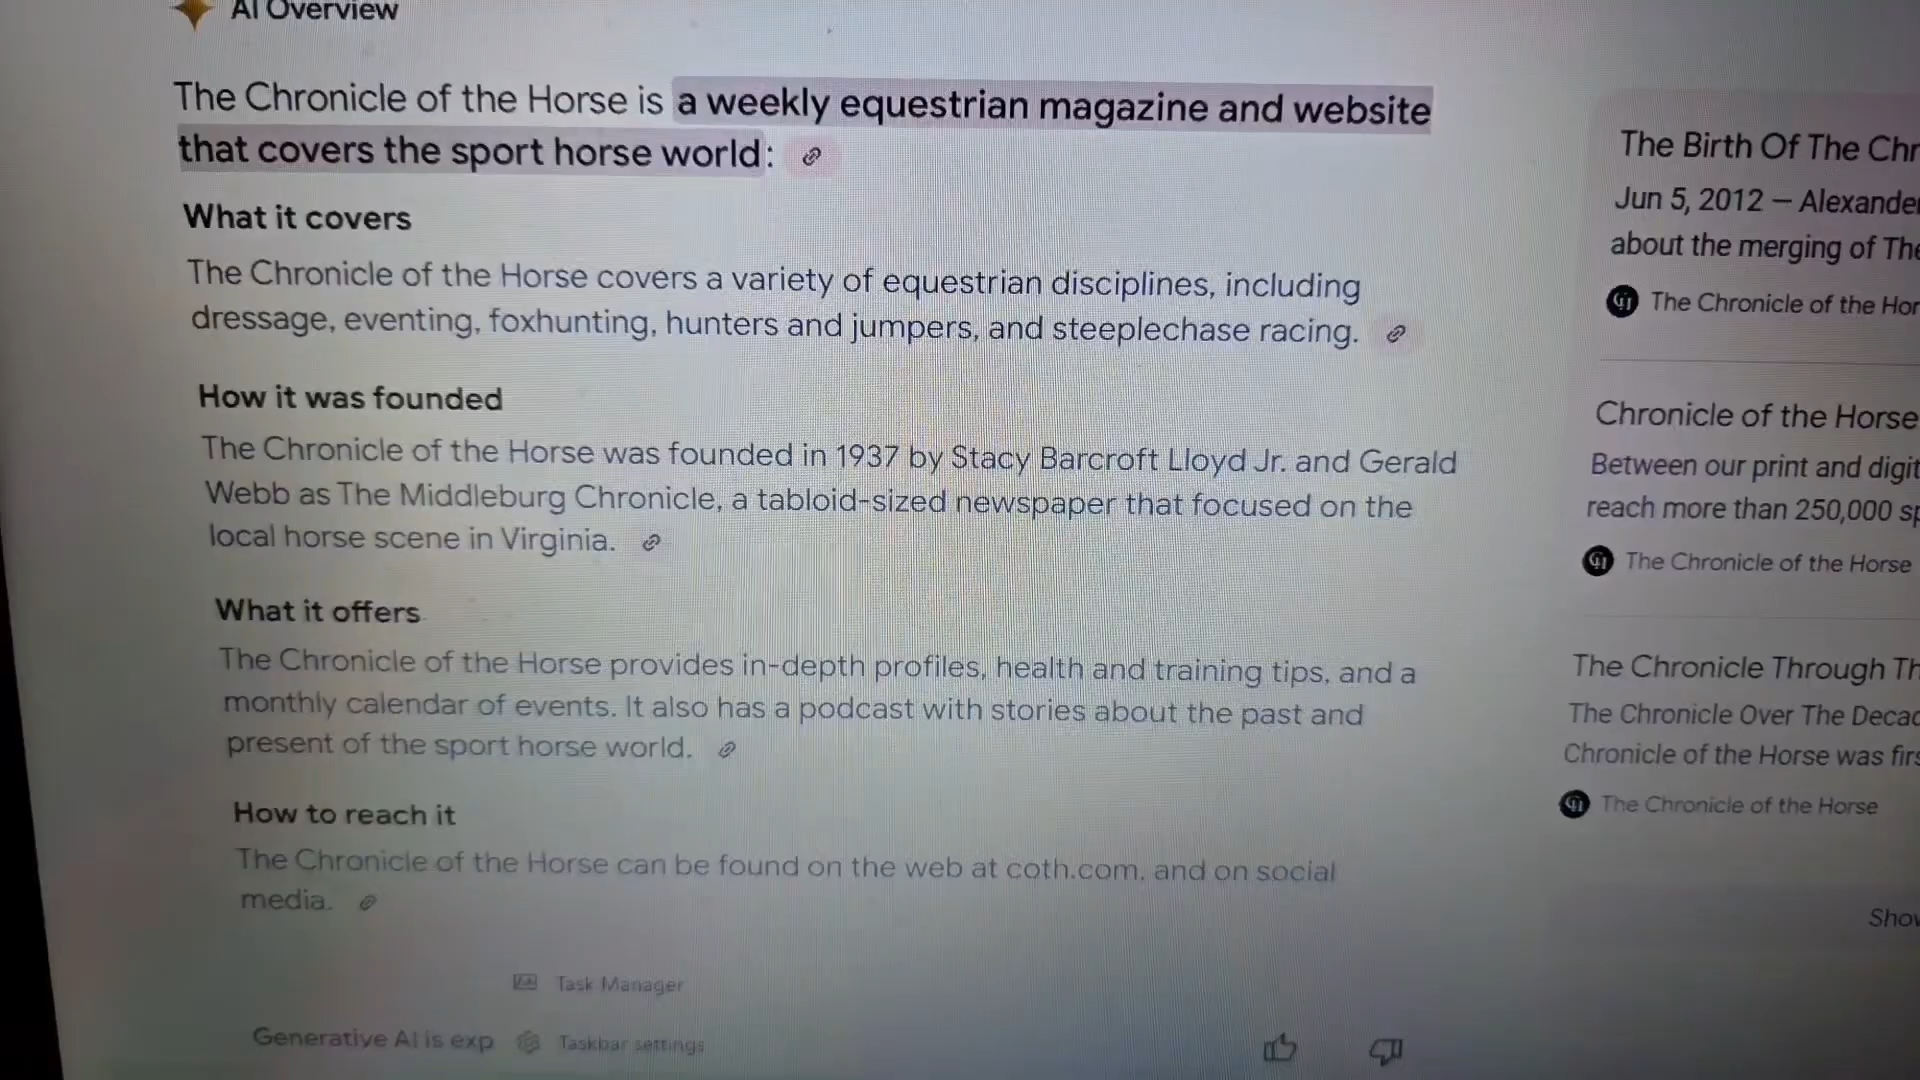 AI Overview
The Chronicle of the Horse is a weekly equestrian magazine and website
that covers the sport horse world:
What it covers
The Chronicle of the Horse covers a variety of equestrian disciplines, including
dressage, eventing, foxhunting, hunters and jumpers, and steeplechase racing.
How it was founded
The Chronicle of the Horse was founded in 1937 by Stacy Barcroft Lloyd Jr. and Gerald
Webb as The Middleburg Chronicle, a tabloid-sized newspaper that focused on the
local horse scene in Virginia.
What it offers
The Chronicle of the Horse provides in-depth profiles, health and training tips, and a
monthly calendar of events. It also has a podcast with stories about the past and
present of the sport horse world.
How to reach it
The Chronicle of the Horse can be found on the web at coth.com, and on social
media.
Task Manager
Generative AI is exp
Taskbar settings
The Birth Of The Chr
Jun 5, 2012 — Alexander
about the merging of The
The Chronicle of the Hor
Chronicle of the Horse
Between our print and digit
reach more than 250,000 sp
The Chronicle of the Horse
The Chronicle Through Th
The Chronicle Over The Decad
Chronicle of the Horse was firs
The Chronicle of the Horse
Show